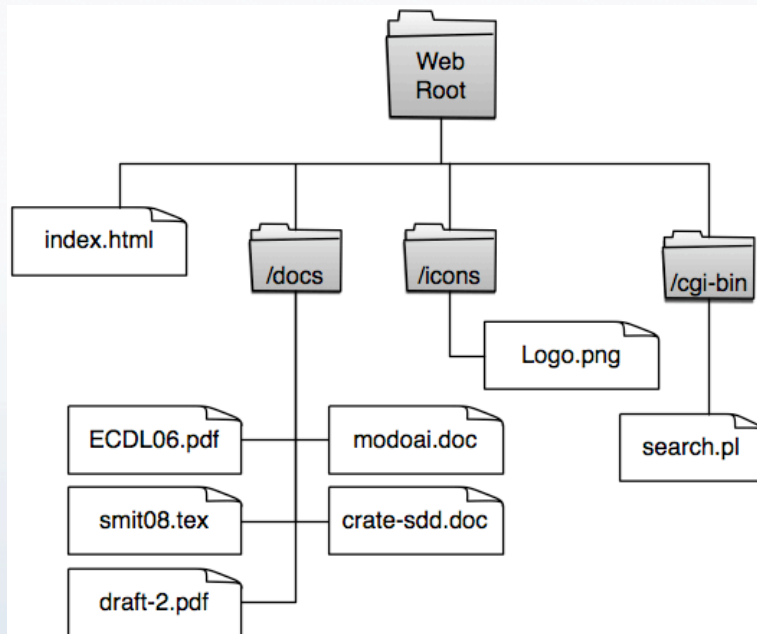 Web
Root
index.html
/docs
/icons
/cgi-bin
Logo.png
ECDL06.pdf
modoai.doc
search.pl
smit08.tex
crate-sdd.doc
draft-2.pdf